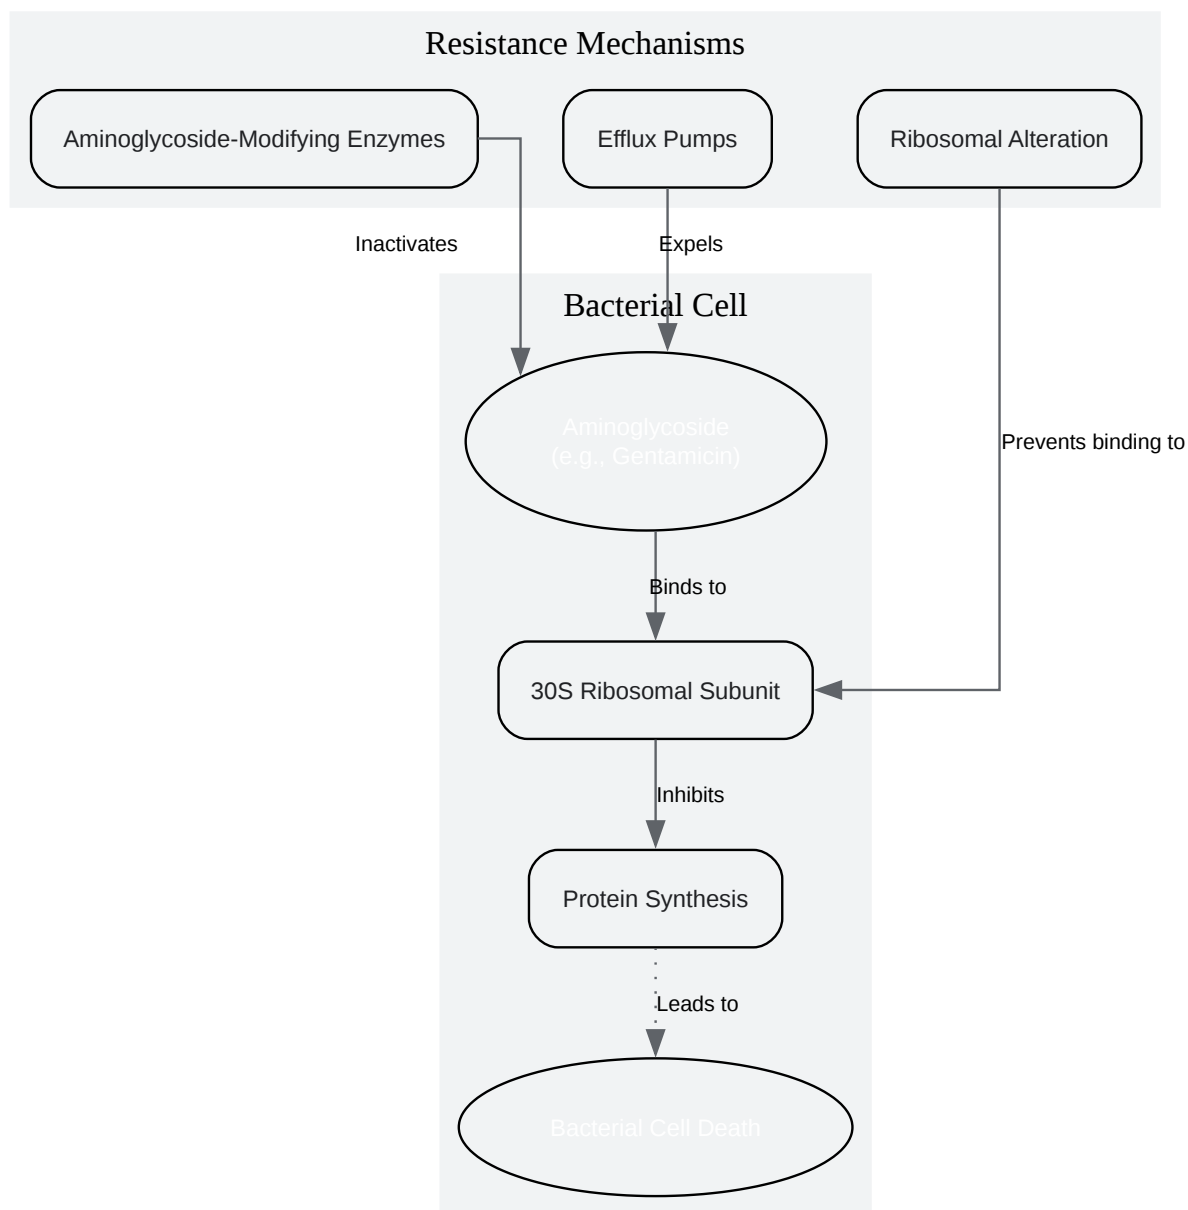 Resistance Mechanisms
Aminoglycoside-Modifying Enzymes
Efflux Pumps
Ribosomal Alteration
Inactivates
Expels
Bacterial Cell
Aminoglycoside
(e.g., Gentamicin)
Prevents binding to
Binds to
30S Ribosomal Subunit
Inhibits
Protein Synthesis
Leads to
Bacterial Cell Death